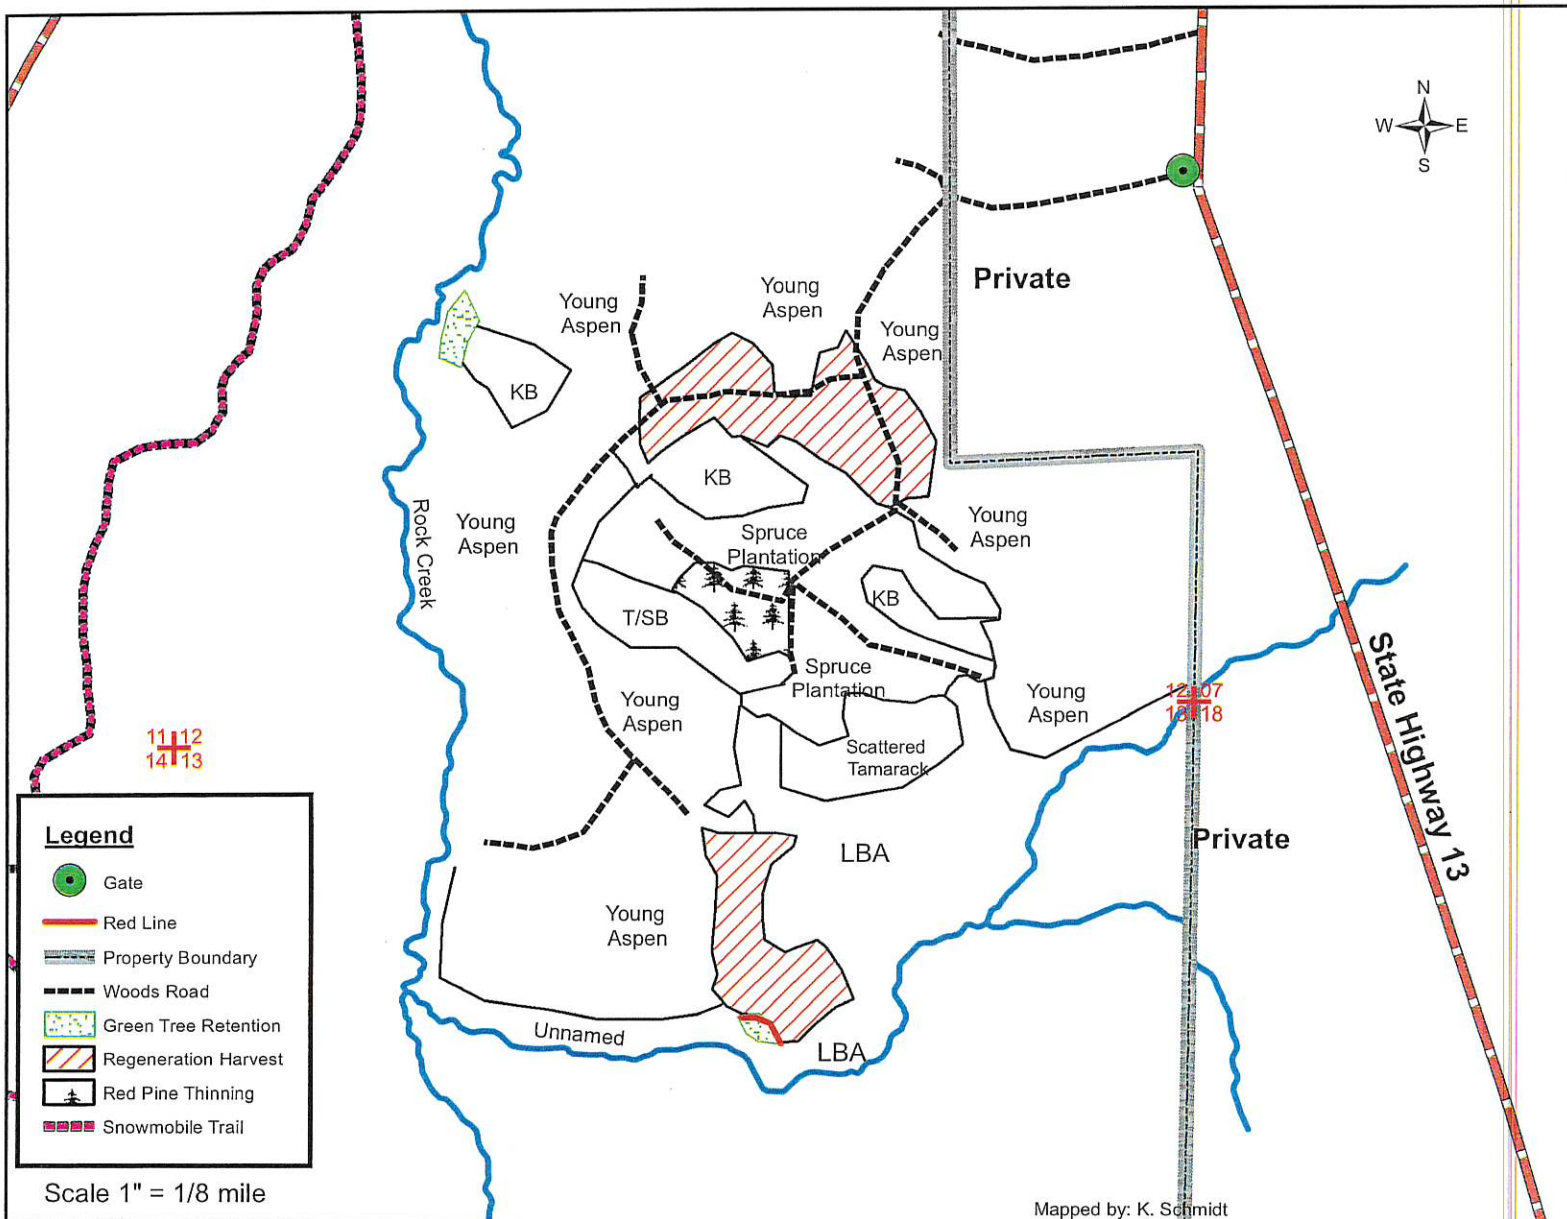 N
W E
S
Private
Young
Aspen
Young
Aspen
Young
Aspen
KB
KB
Rock Creek
Young
Aspen
Spruce
Plantation
Young
Aspen
KB
T/SB
Spruce
Plantation
Young
Aspen
Young
Aspen
12 07
13 18
State Highway 13
11 12
14 13
Scattered
Tamarack
Private
LBA
Young
Aspen
Unnamed
LBA
Legend
Gate
Red Line
Property Boundary
Woods Road
Green Tree Retention
Regeneration Harvest
Red Pine Thinning
Snowmobile Trail
Scale 1" = 1/8 mile
Mapped by: K. Schmidt